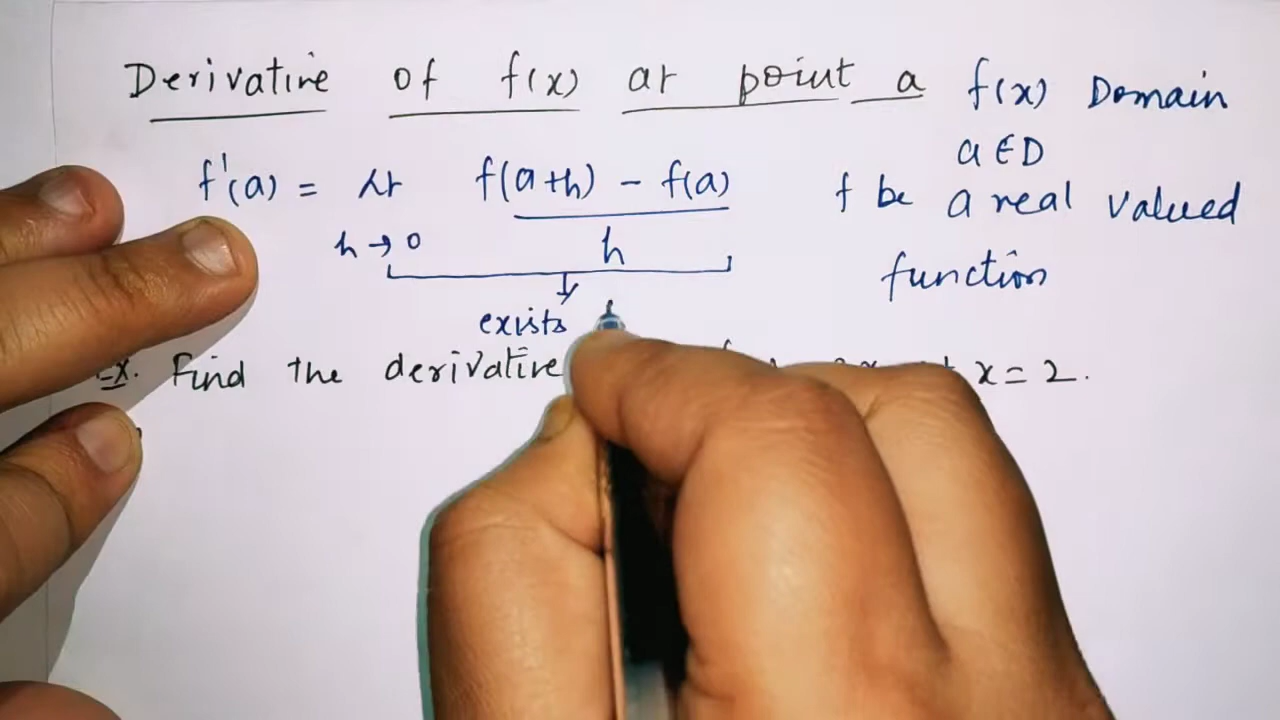 Derivative of f(x) at point a
f(x) Domain
a ∈ D
f'(a) = Lt f(a+h) - f(a)
h → 0 h
f be a real valued
function
exists
Ex. Find the derivative x = 2.